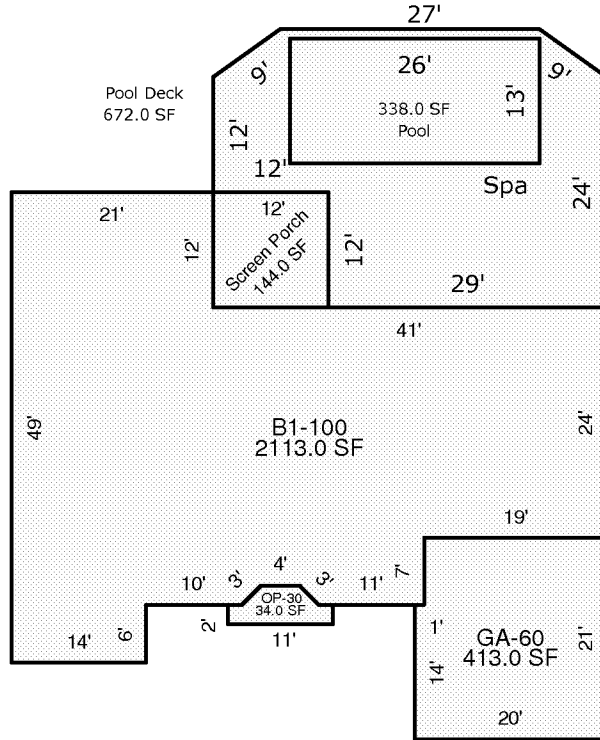 27'
9'
26'
9'
Pool Deck
672.0 SF
338.0 SF
Pool
13'
12'
12'
Spa
24'
21'
12'
12'
Screen Porch
144.0 SF
12'
29'
41'
49'
B1-100
2113.0 SF
24'
19'
4'
10'
3'
3'
11'
7'
OP-30
34.0 SF
2'
11'
1'
14'
6'
GA-60
413.0 SF
21'
14'
20'